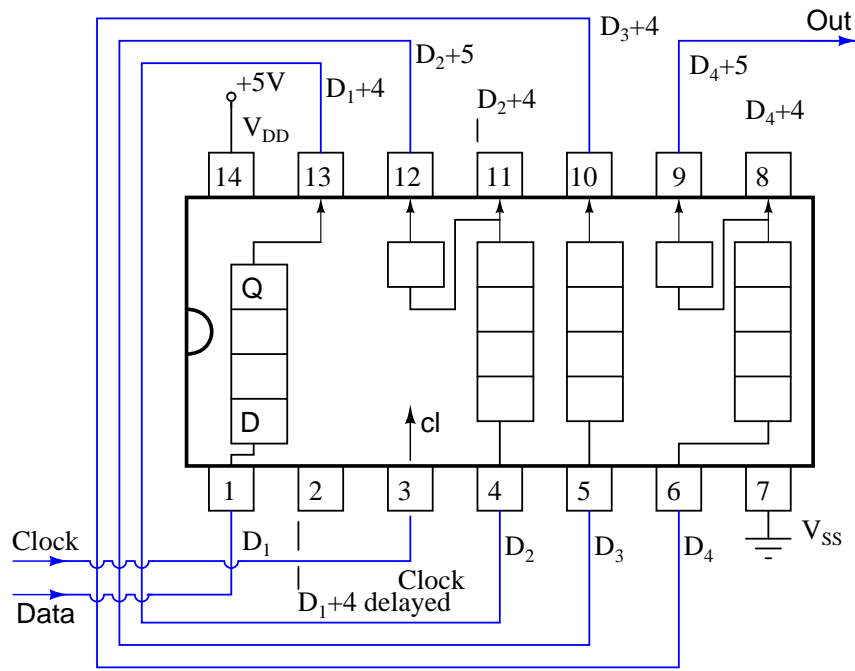 Out
D3+4
D2+5
D4+5
+5V
D1+4
D2+4
D4+4
VDD
14
13
12
11
10
9
8
Q
D
cl
1
2
3
4
5
6
7
VSS
Clock
D1
D2
D3
D4
Clock
Data
D1+4 delayed